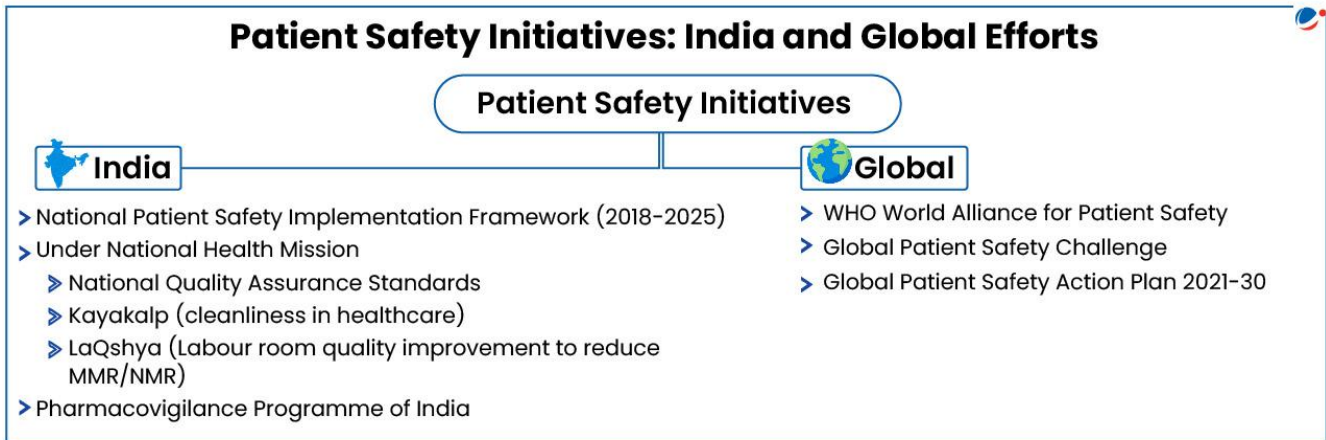 Patient Safety Initiatives: India and Global Efforts
Patient Safety Initiatives
India
National Patient Safety Implementation Framework (2018-2025)
Under National Health Mission
National Quality Assurance Standards
Kayakalp (cleanliness in healthcare)
LaQshya (Labour room quality improvement to reduce
MMR/NMR)
Pharmacovigilance Programme of India
Global
WHO World Alliance for Patient Safety
Global Patient Safety Challenge
Global Patient Safety Action Plan 2021-30